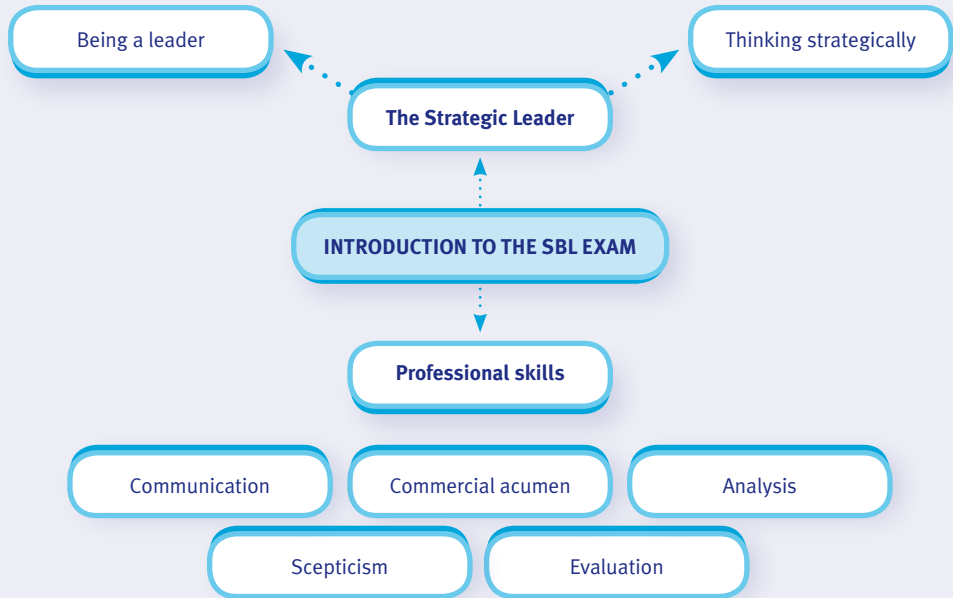 Being a leader
Thinking strategically
The Strategic Leader
INTRODUCTION TO THE SBL EXAM
Professional skills
Communication
Commercial acumen
Analysis
Scepticism
Evaluation